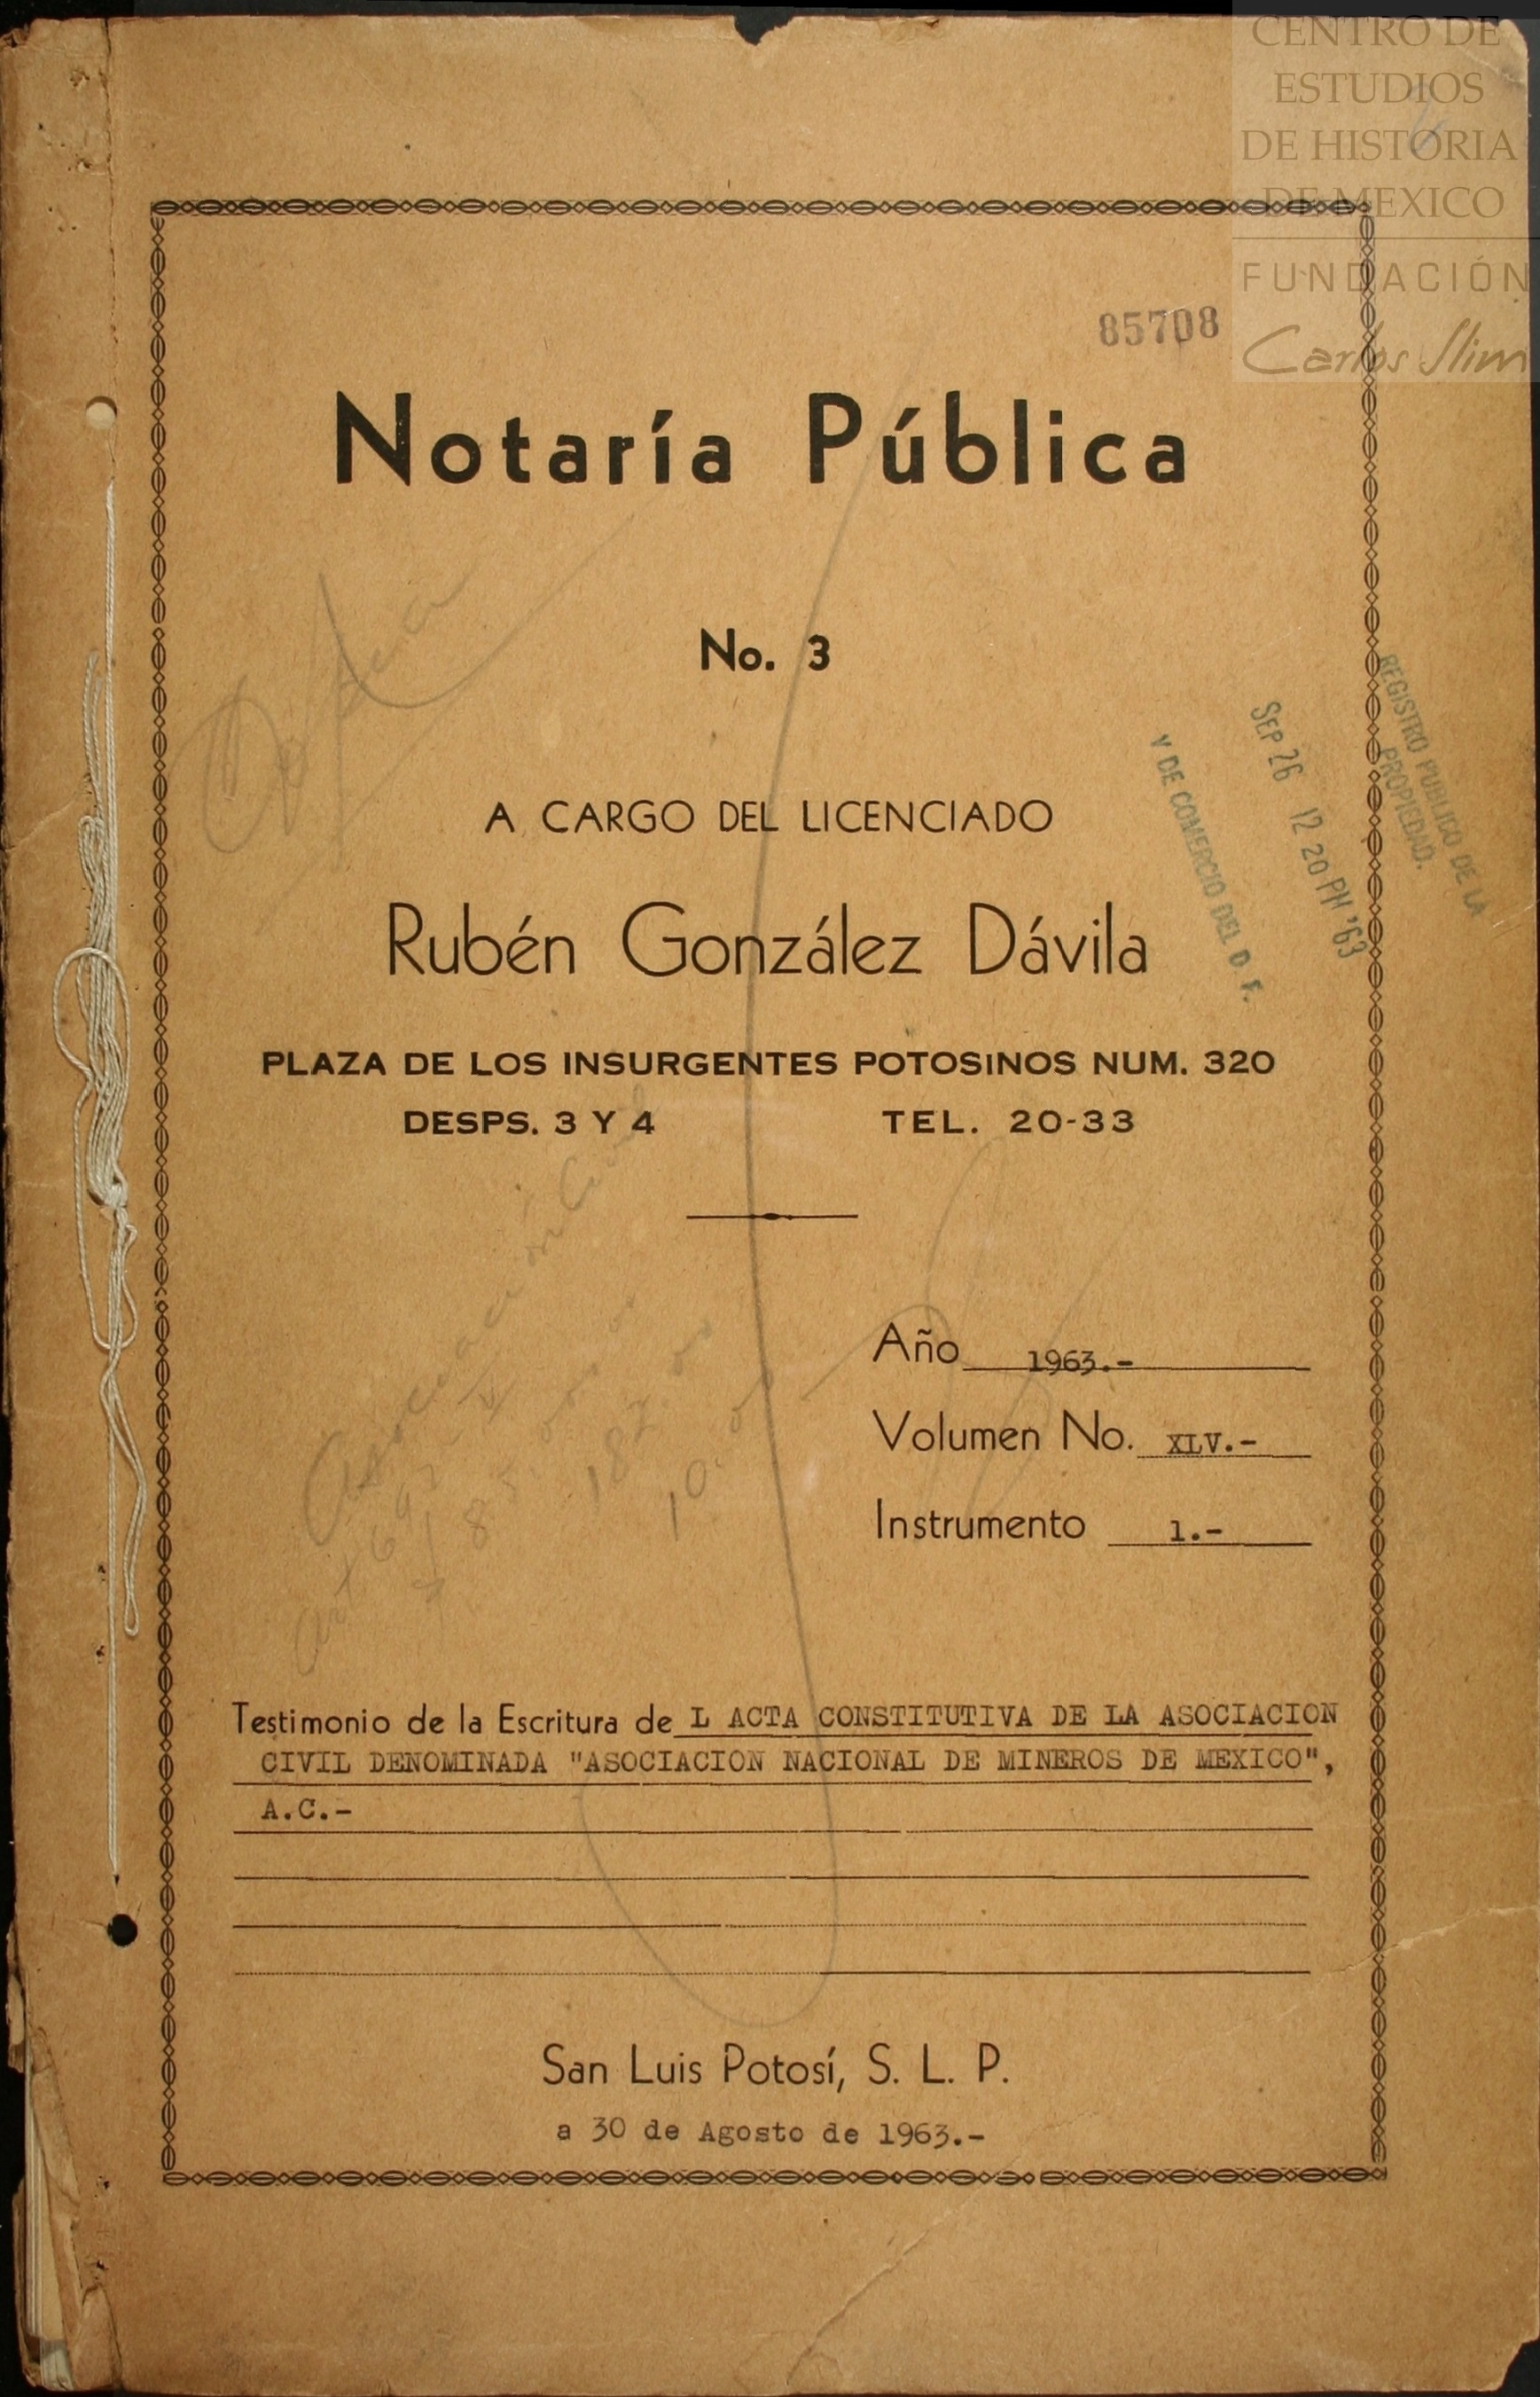 CENTRO DE
ESTUDIOS
DE HISTORIA
DE MEXICO
FUNDACIÓN
Carlos Slim
85708
Notaría Pública
No. 3
A CARGO DEL LICENCIADO
Rubén González Dávila
PLAZA DE LOS INSURGENTES POTOSINOS NUM. 320
DESPS. 3 Y 4 TEL. 20-33
REGISTRO PUBLICO DE LA
PROPIEDAD.
SEP 26 12 20 PM '63
Y DE COMERCIO DEL D. F.
Año 1963.-
Volumen No. XLV.-
Instrumento 1.-
Asociación Civil
Testimonio de la Escritura de L ACTA CONSTITUTIVA DE LA ASOCIACION
CIVIL DENOMINADA "ASOCIACION NACIONAL DE MINEROS DE MEXICO",
A.C.-
San Luis Potosí, S. L. P.
a 30 de Agosto de 1963.-